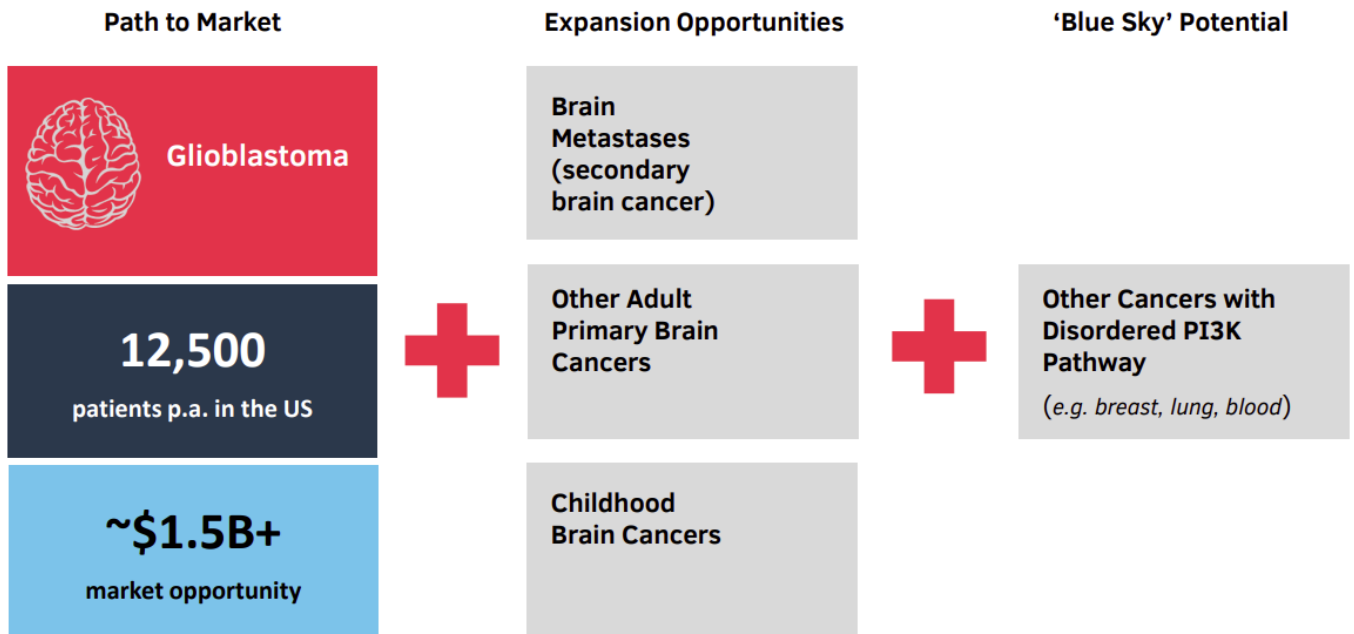 Path to Market
Glioblastoma
12,500
patients p.a. in the US
~$1.5B+
market opportunity
Expansion Opportunities
Brain
Metastases
(secondary
brain cancer)
Other Adult
Primary Brain
Cancers
Childhood
Brain Cancers
‘Blue Sky’ Potential
Other Cancers with
Disordered PI3K
Pathway
(e.g. breast, lung, blood)